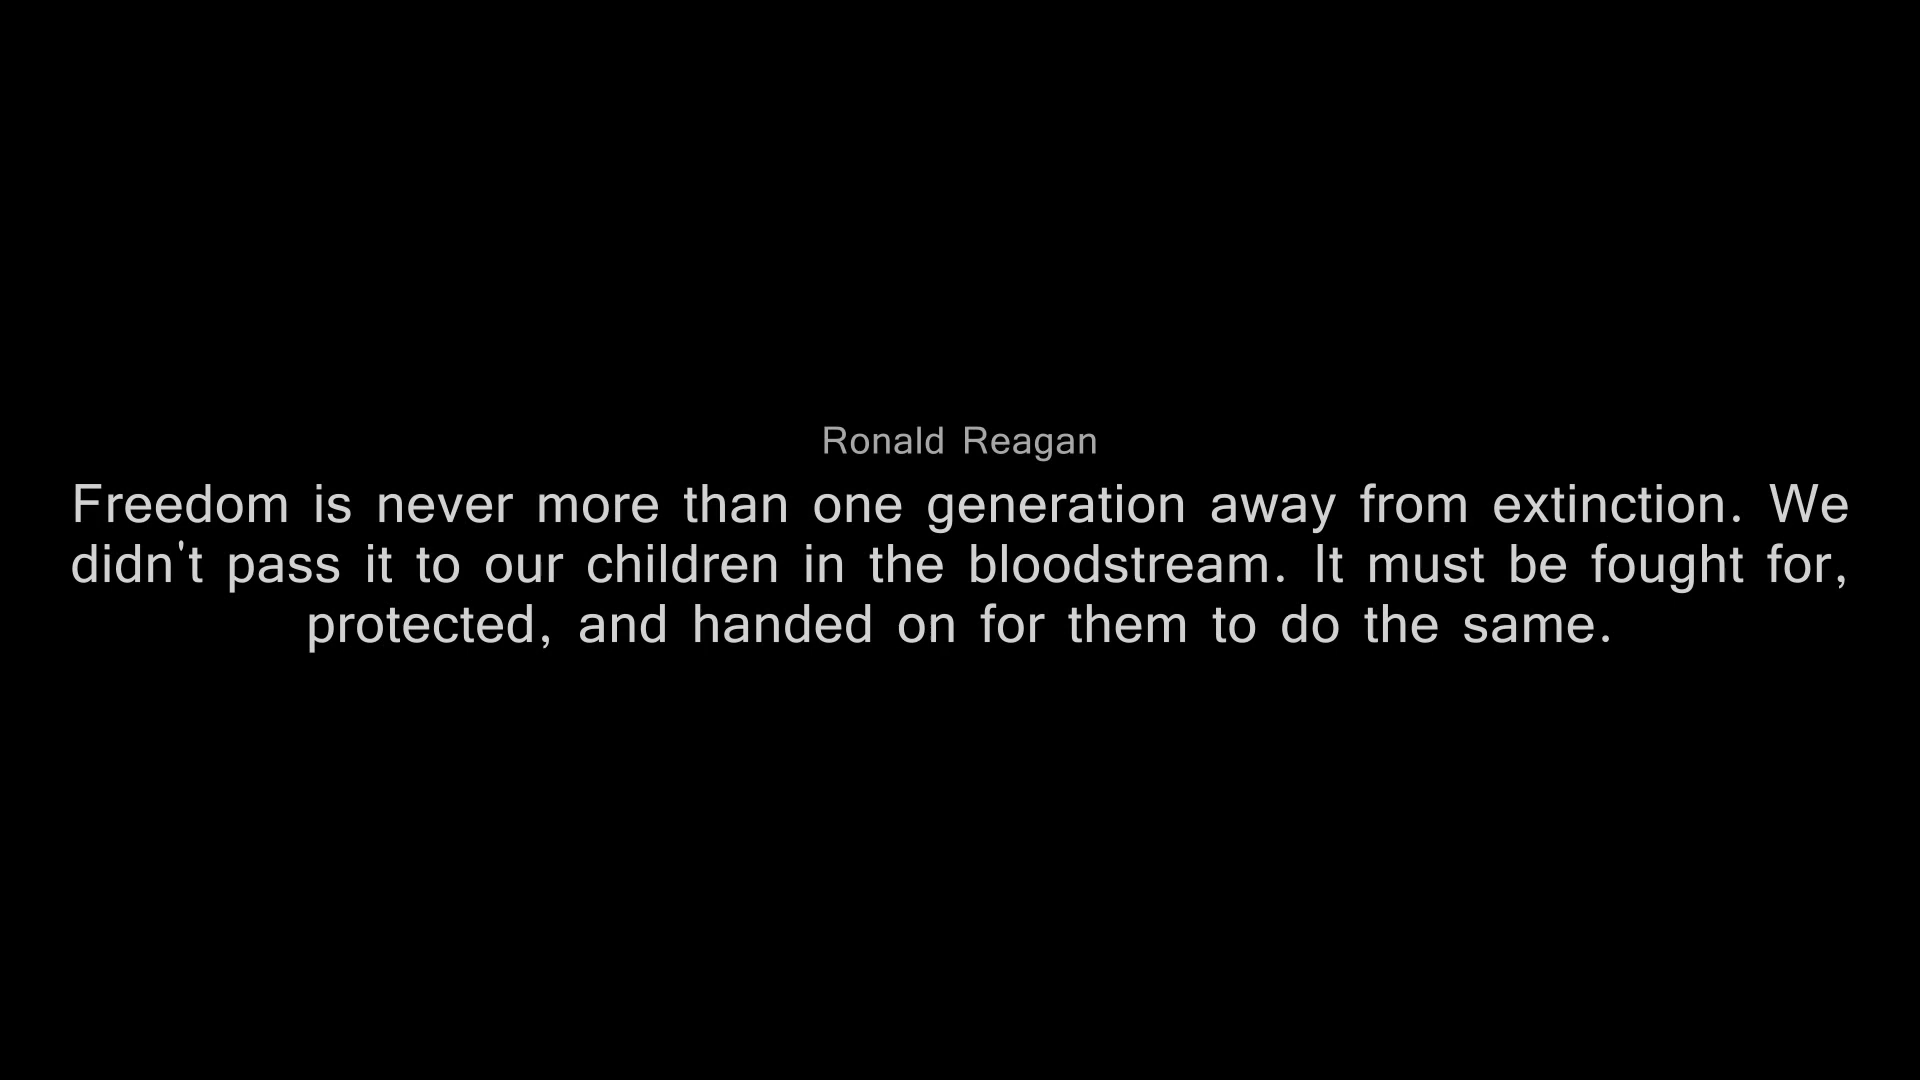 Ronald Reagan
Freedom is never more than one generation away from extinction. We
didn't pass it to our children in the bloodstream. It must be fought for,
protected, and handed on for them to do the same.